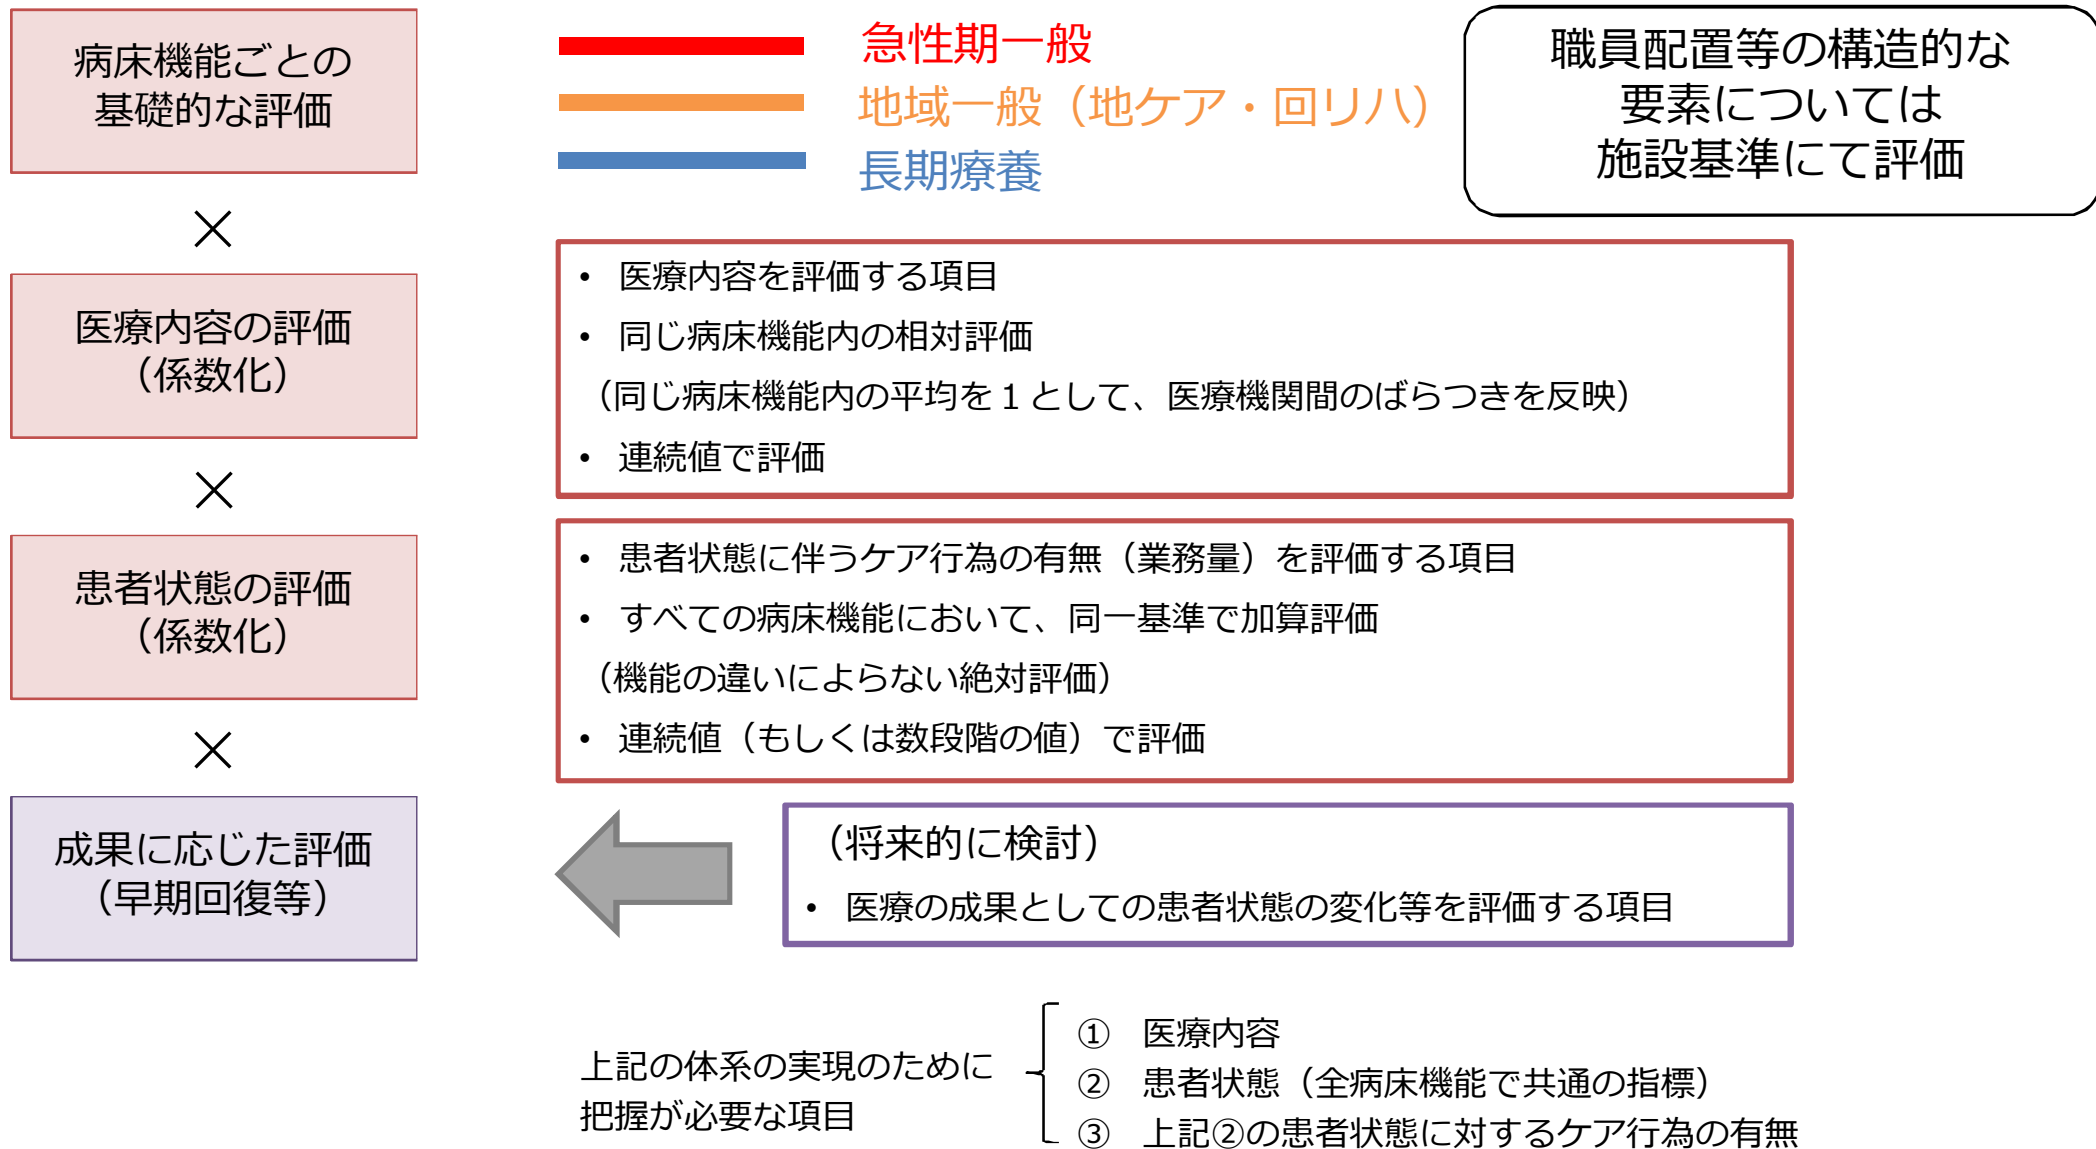 病床機能ごとの
基礎的な評価
急性期一般
地域一般（地ケア・回リハ）
長期療養
職員配置等の構造的な
要素については
施設基準にて評価
×
医療内容の評価
（係数化）
• 医療内容を評価する項目
• 同じ病床機能内の相対評価
（同じ病床機能内の平均を１として、医療機関間のばらつきを反映）
• 連続値で評価
×
患者状態の評価
（係数化）
• 患者状態に伴うケア行為の有無（業務量）を評価する項目
• すべての病床機能において、同一基準で加算評価
（機能の違いによらない絶対評価）
• 連続値（もしくは数段階の値）で評価
×
成果に応じた評価
（早期回復等）
（将来的に検討）
• 医療の成果としての患者状態の変化等を評価する項目
上記の体系の実現のために
把握が必要な項目
① 医療内容
② 患者状態（全病床機能で共通の指標）
③ 上記②の患者状態に対するケア行為の有無